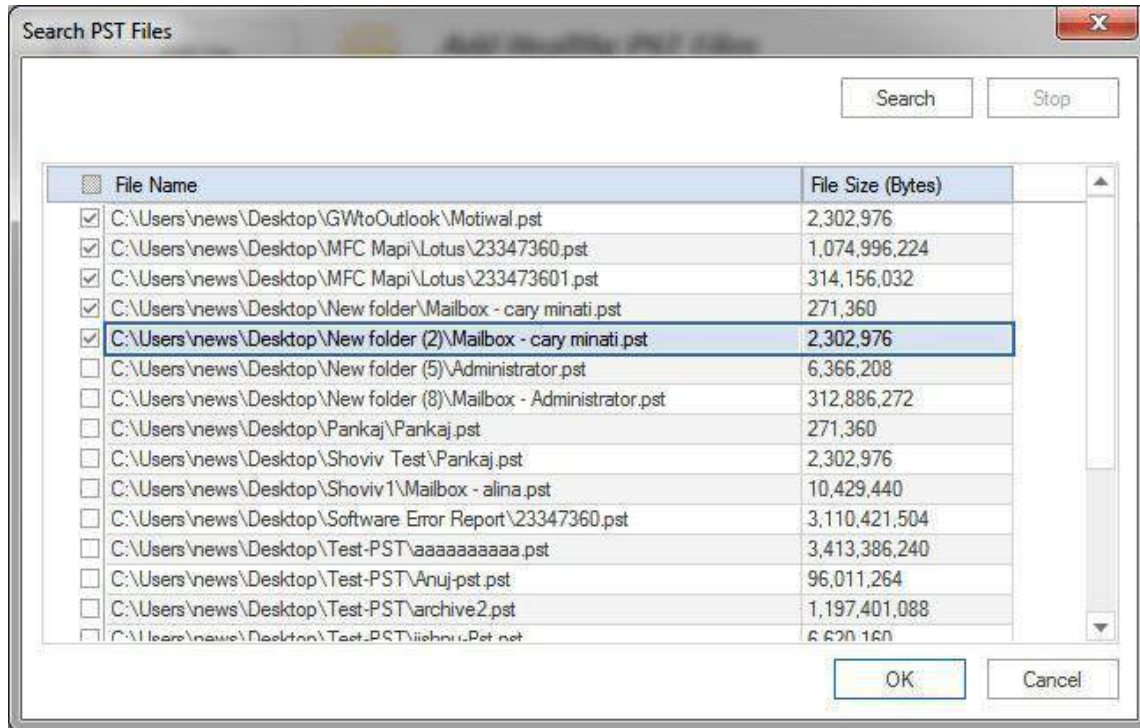 Search PST Files
Add Healthy PST Files
Search Stop
File Name File Size (Bytes)
C:\Users\news\Desktop\GWtoOutlook\Motiwal.pst 2,302,976
C:\Users\news\Desktop\MFC Mapi\Lotus\23347360.pst 1,074,996,224
C:\Users\news\Desktop\MFC Mapi\Lotus\233473601.pst 314,156,032
C:\Users\news\Desktop\New folder\Mailbox - cary minati.pst 271,360
C:\Users\news\Desktop\New folder (2)\Mailbox - cary minati.pst 2,302,976
C:\Users\news\Desktop\New folder (5)\Administrator.pst 6,366,208
C:\Users\news\Desktop\New folder (8)\Mailbox - Administrator.pst 312,886,272
C:\Users\news\Desktop\Pankaj\Pankaj.pst 271,360
C:\Users\news\Desktop\Shoviv Test\Pankaj.pst 2,302,976
C:\Users\news\Desktop\Shoviv1\Mailbox - alina.pst 10,429,440
C:\Users\news\Desktop\Software Error Report\23347360.pst 3,110,421,504
C:\Users\news\Desktop\Test-PST\aaaaaaaaaa.pst 3,413,386,240
C:\Users\news\Desktop\Test-PST\Anuj-pst.pst 96,011,264
C:\Users\news\Desktop\Test-PST\archive2.pst 1,197,401,088
6,620,160
OK Cancel